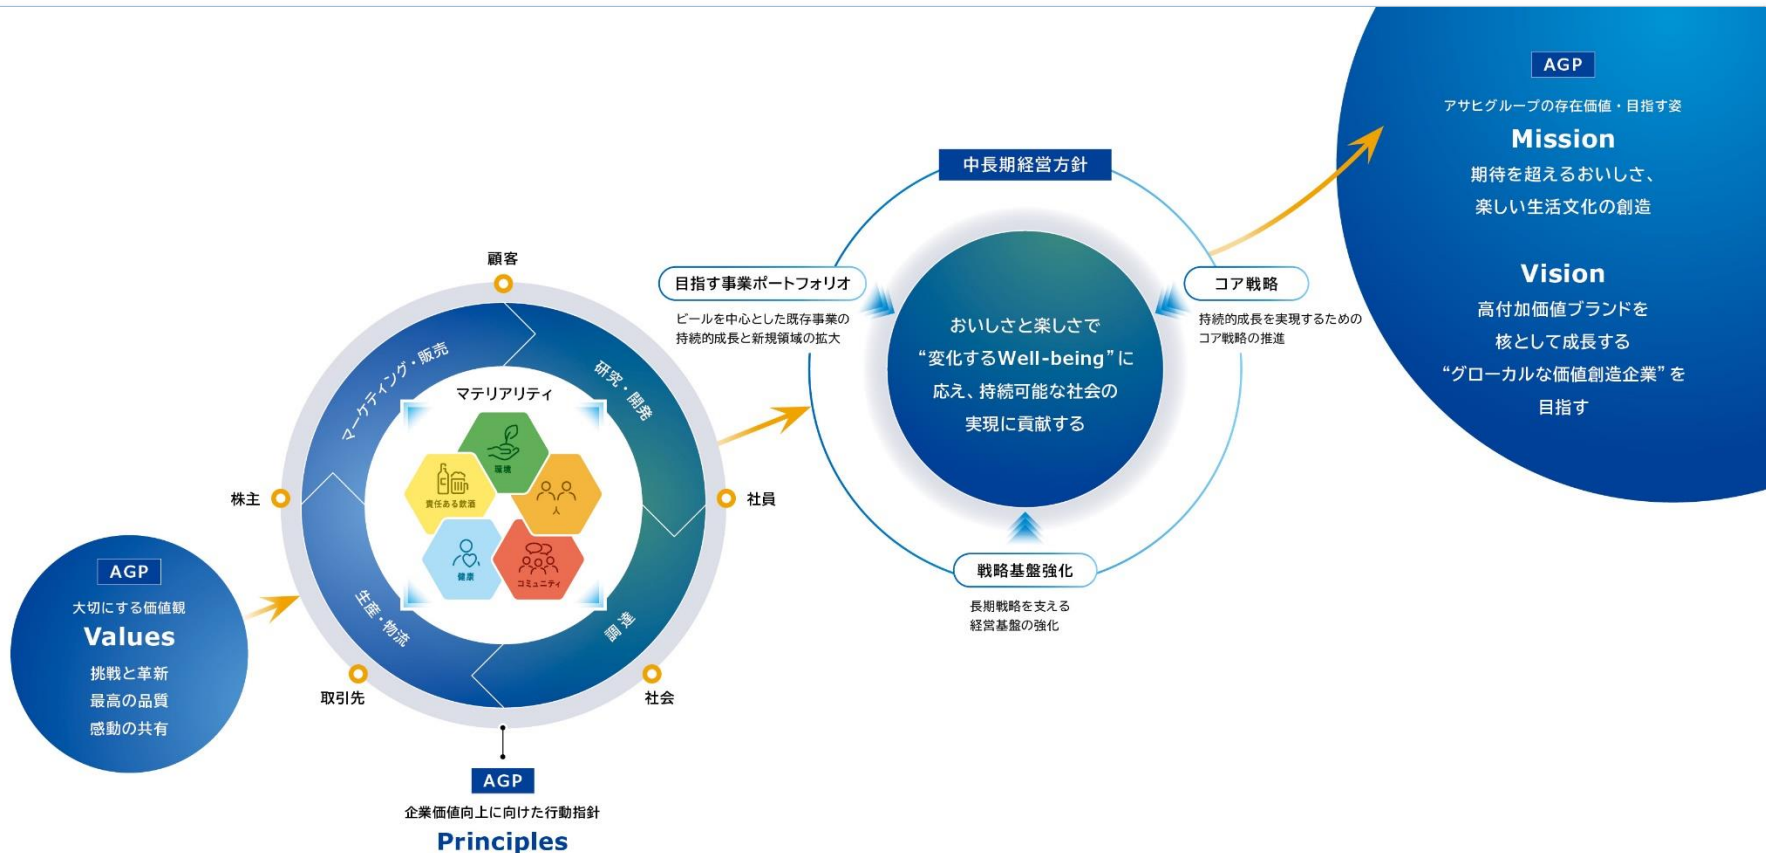 AGP
大切にする価値観
Values
挑戦と革新
最高の品質
感動の共有
顧客
株主
社員
取引先
社会
マーケティング・販売
研究・開発
生産・物流
調達
マテリアリティ
環境
責任ある飲酒
人
健康
コミュニティ
AGP
企業価値向上に向けた行動指針
Principles
中長期経営方針
目指す事業ポートフォリオ
ビールを中心とした既存事業の
持続的成長と新規領域の拡大
コア戦略
持続的成長を実現するための
コア戦略の推進
おいしさと楽しさで
“変化するWell-being”に
応え、持続可能な社会の
実現に貢献する
戦略基盤強化
長期戦略を支える
経営基盤の強化
AGP
アサヒグループの存在価値・目指す姿
Mission
期待を超えるおいしさ、
楽しい生活文化の創造
Vision
高付加価値ブランドを
核として成長する
“グローカルな価値創造企業”を
目指す